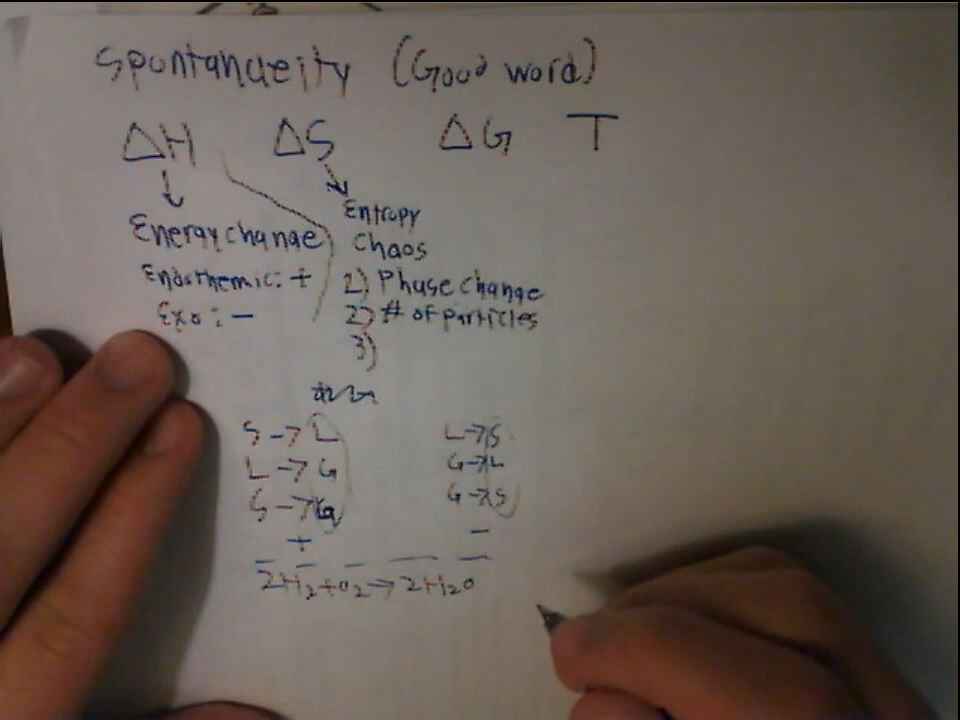 Spontaneity (Good word)
ΔH ΔS ΔG T
Entropy
Energy change Chaos
Endothemic: + 1) Phase change
Exo: - 2) # of particles
3)
S -> L L -> S
L -> G G -> L
S -> G G -> S
+ -
2H2 + O2 -> 2H2O